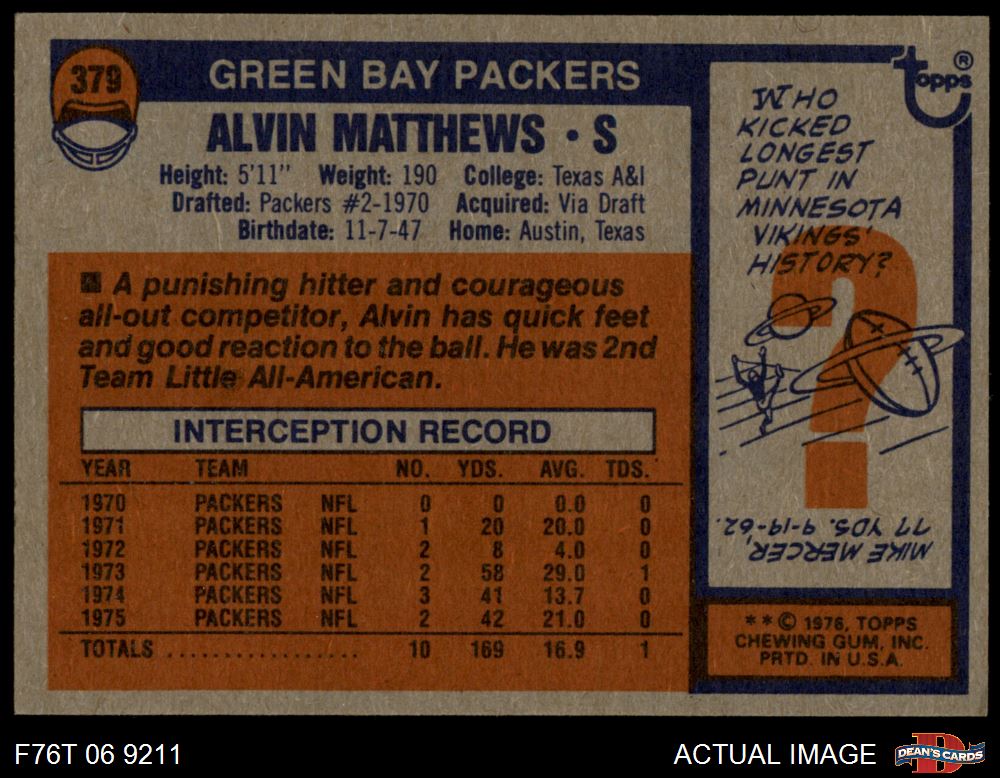 379
GREEN BAY PACKERS
ALVIN MATTHEWS • S
Height: 5'11" Weight: 190 College: Texas A&I
Drafted: Packers #2-1970 Acquired: Via Draft
Birthdate: 11-7-47 Home: Austin, Texas
A punishing hitter and courageous
all-out competitor, Alvin has quick feet
and good reaction to the ball. He was 2nd
Team Little All-American.
INTERCEPTION RECORD
YEAR TEAM NO. YDS. AVG. TDS.
1970 PACKERS NFL 0 0 0.0 0
1971 PACKERS NFL 1 20 20.0 0
1972 PACKERS NFL 2 8 4.0 0
1973 PACKERS NFL 2 58 29.0 1
1974 PACKERS NFL 3 41 13.7 0
1975 PACKERS NFL 2 42 21.0 0
TOTALS .................. 10 169 16.9 1
topps ®
WHO
KICKED
LONGEST
PUNT IN
MINNESOTA
VIKINGS'
HISTORY?
?
MIKE MERCER,
77 YDS. 9-19-62.
* * © 1976, TOPPS
CHEWING GUM, INC.
PRTD. IN U.S.A.
F76T 06 9211
ACTUAL IMAGE
DEAN'S CARDS